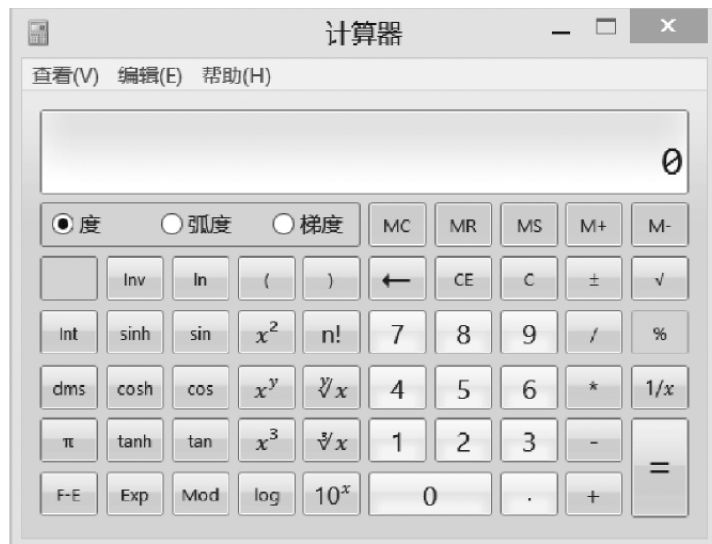 计算器
查看(V) 编辑(E) 帮助(H)
0
度 弧度 梯度 MC MR MS M+ M-
Inv ln ( ) ← CE C ± √
Int sinh sin x² n! 7 8 9 / %
dms cosh cos xʸ ʸ√x 4 5 6 * 1/x
π tanh tan x³ ³√x 1 2 3 - =
F-E Exp Mod log 10ˣ 0 . +